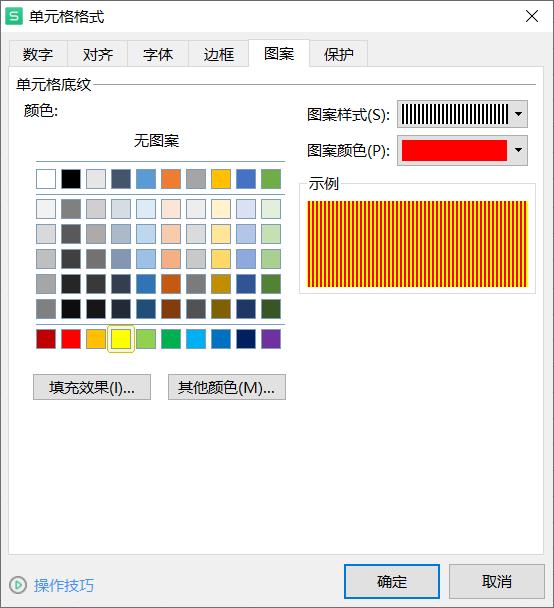 单元格格式
数字 对齐 字体 边框 图案 保护
单元格底纹
颜色:
无图案
图案样式(S):
图案颜色(P):
示例
填充效果(I)... 其他颜色(M)...
操作技巧 确定 取消